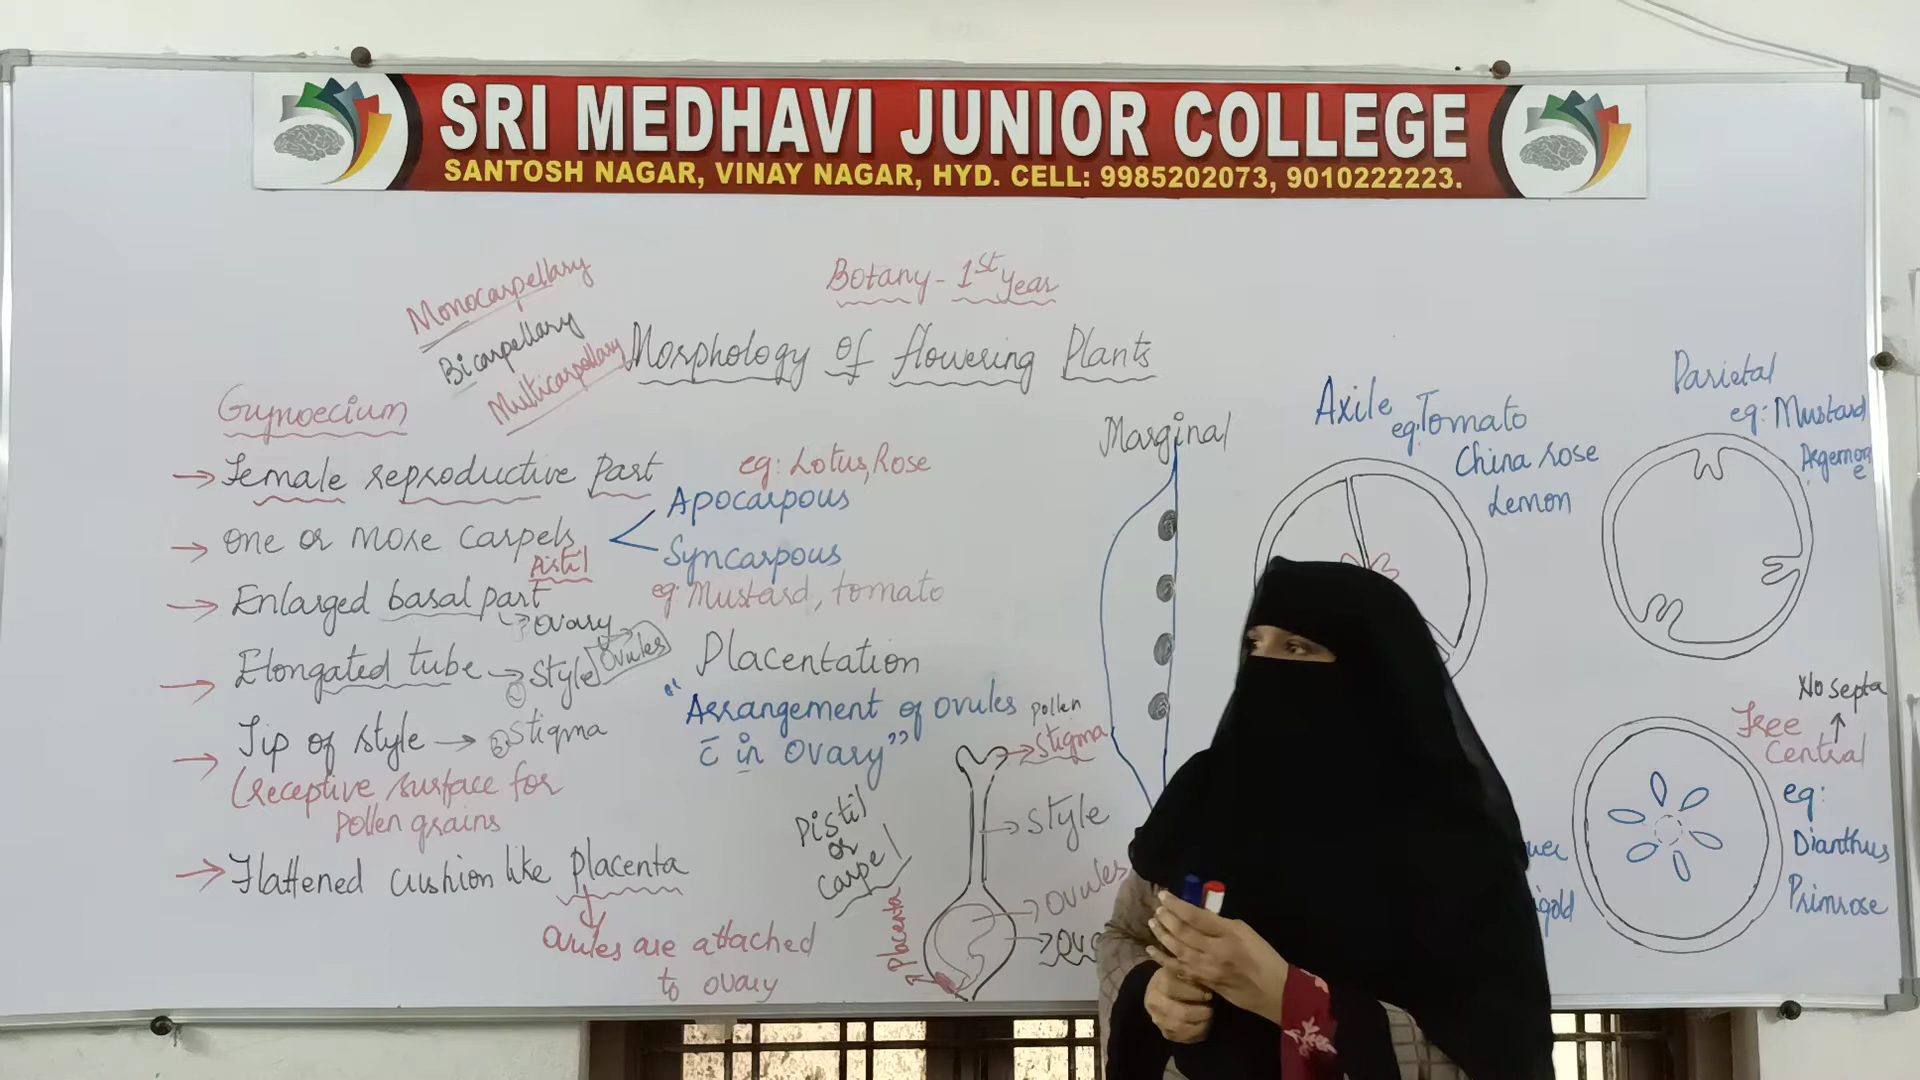 SRI MEDHAVI JUNIOR COLLEGE
SANTOSH NAGAR, VINAY NAGAR, HYD. CELL: 9985202073, 9010222223.
Botany - 1st Year
Morphology of flowering Plants
Monocarpellary
Bicarpellary
Multicarpellary
Gynoecium
→ Female reproductive part
→ One or more carpels
Pistil
eg: Lotus, Rose
Apocarpous
Syncarpous
eg: Mustard, tomato
→ Enlarged basal part
→ ovary
ovules
→ Elongated tube → Style
→ Tip of style → Stigma
(receptive surface for
pollen grains
→ Flattened cushion like placenta
ovules are attached
to ovary
Placentation
"Arrangement of ovules
c̄ in ovary"
Pistil
or
carpel
pollen
→ Stigma
→ Style
→ ovules
Placenta
Marginal
Axile
eg: Tomato
China rose
Lemon
Parietal
eg: Mustard
Argemone
No septa
↑
Free
Central
eg:
Dianthus
Primrose